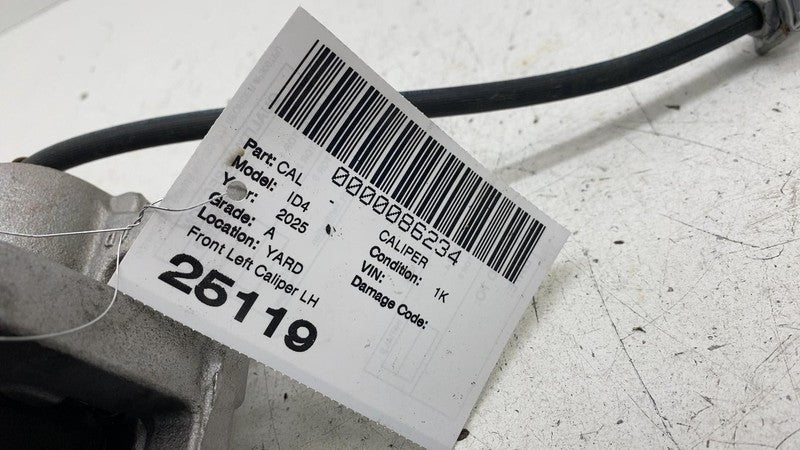 0000086234
Part: CAL - CALIPER
Model: ID4 Condition: 1K
Year: 2025 VIN:
Grade: A Damage Code:
Location: YARD
Front Left Caliper LH
25119